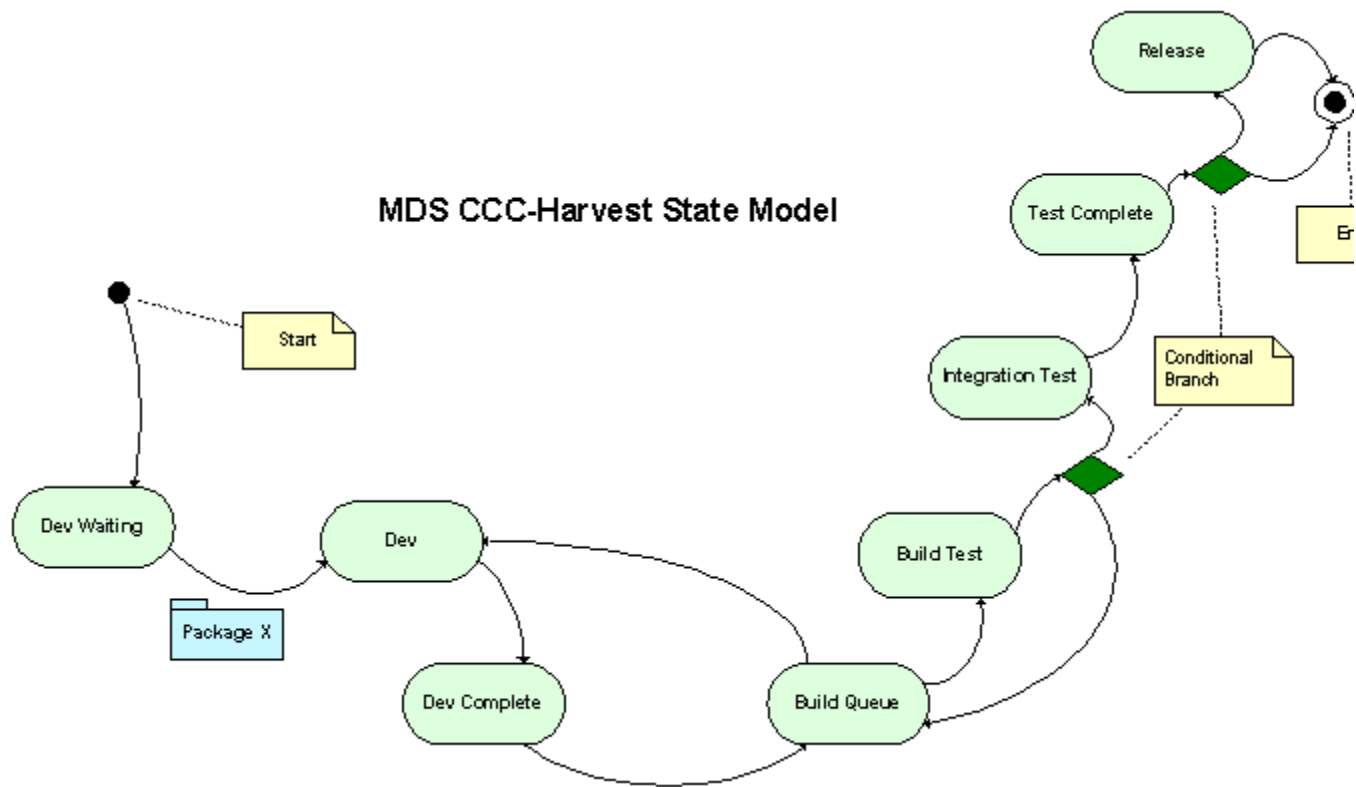 Release
MDS CCC-Harvest State Model
Test Complete
Start
Integration Test
Conditional
Branch
Dev Waiting
Dev
Build Test
Package X
Dev Complete
Build Queue